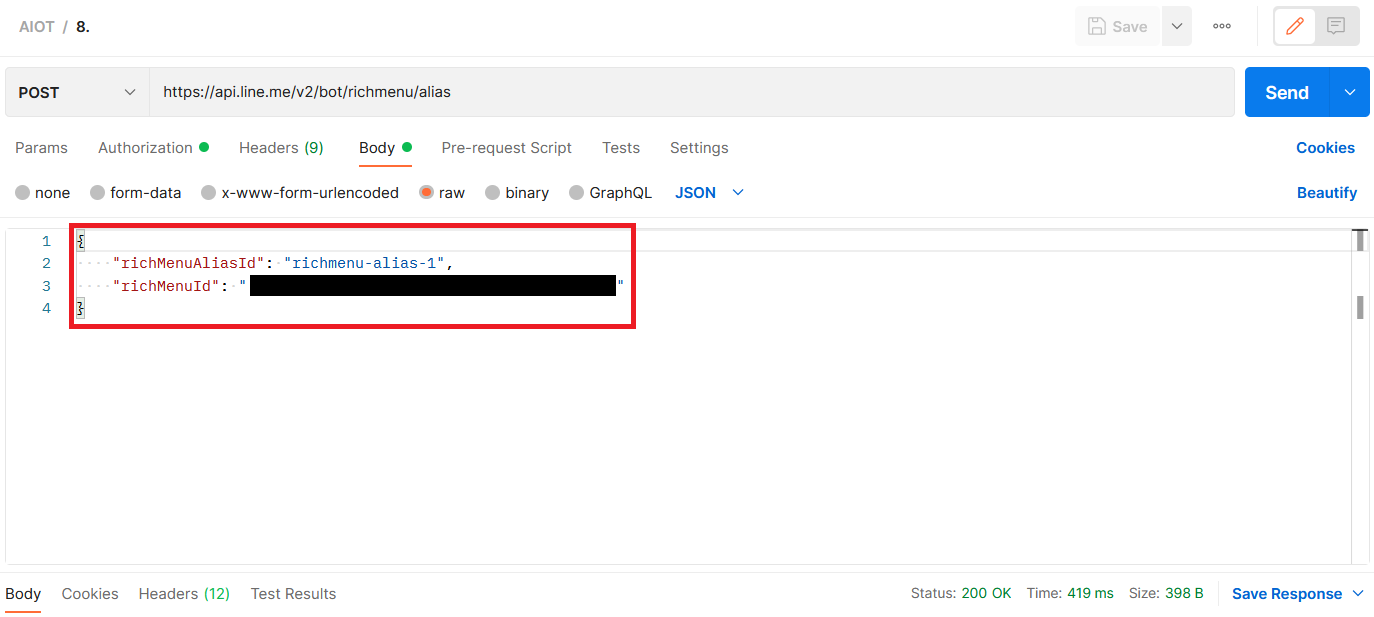 AIOT / 8.
Save
POST https://api.line.me/v2/bot/richmenu/alias Send
Params Authorization Headers (9) Body Pre-request Script Tests Settings Cookies
none form-data x-www-form-urlencoded raw binary GraphQL JSON Beautify
1 {
2 "richMenuAliasId": "richmenu-alias-1",
3 "richMenuId": " "
4 }
Body Cookies Headers (12) Test Results Status: 200 OK Time: 419 ms Size: 398 B Save Response